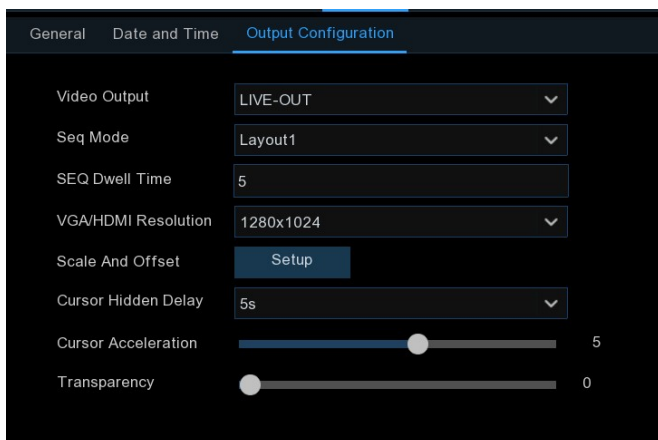 General Date and Time Output Configuration
Video Output LIVE-OUT
Seq Mode Layout1
SEQ Dwell Time 5
VGA/HDMI Resolution 1280x1024
Scale And Offset Setup
Cursor Hidden Delay 5s
Cursor Acceleration 5
Transparency 0